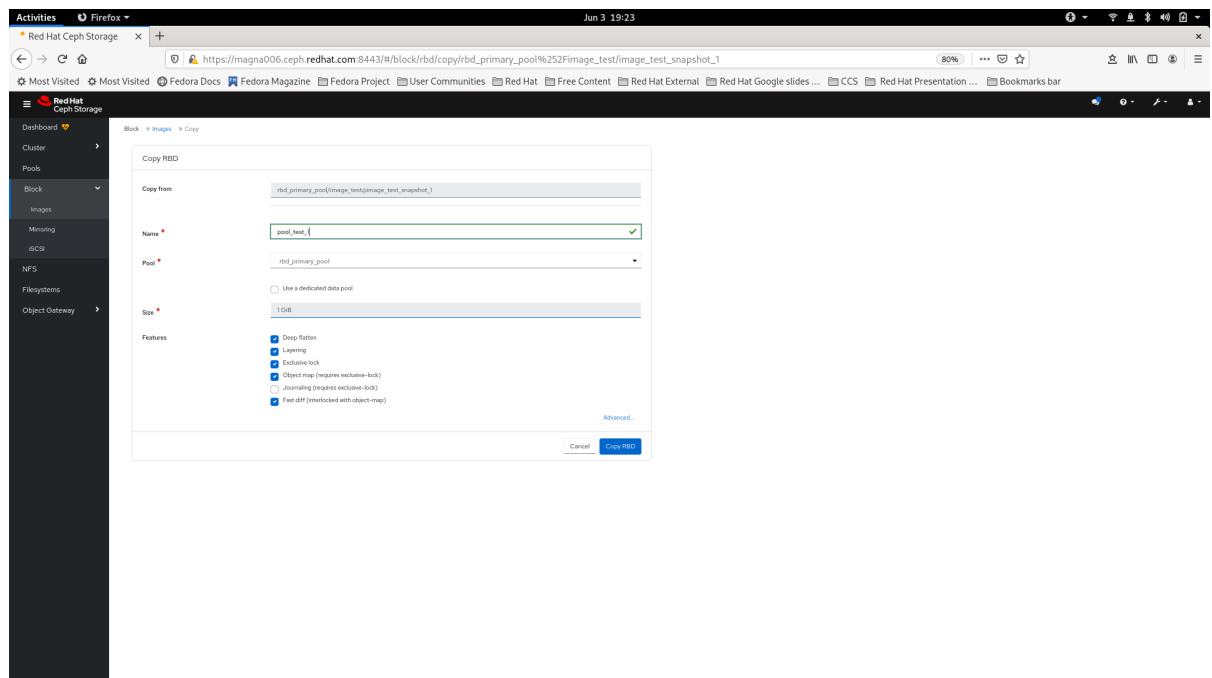 Activities Firefox Jun 3 19:23
Red Hat Ceph Storage × + ×
https://magna006.ceph.redhat.com:8443/#/block/rbd/copy/rbd_primary_pool%252Fimage_test/image_test_snapshot_1 80%
Most Visited Most Visited Fedora Docs Fedora Magazine Fedora Project User Communities Red Hat Free Content Red Hat External Red Hat Google slides ... CCS Red Hat Presentation ... Bookmarks bar
Red Hat
Ceph Storage
Dashboard
Cluster
Pools
Block
Images
Mirroring
iSCSI
NFS
Filesystems
Object Gateway
Block » Images » Copy
Copy RBD
Copy from rbd_primary_pool/image_test@image_test_snapshot_1
Name * pool_test_1
Pool * rbd_primary_pool
Use a dedicated data pool
Size * 1 GiB
Features Deep flatten
Layering
Exclusive lock
Object map (requires exclusive-lock)
Journaling (requires exclusive-lock)
Fast diff (interlocked with object-map)
Advanced...
Cancel Copy RBD